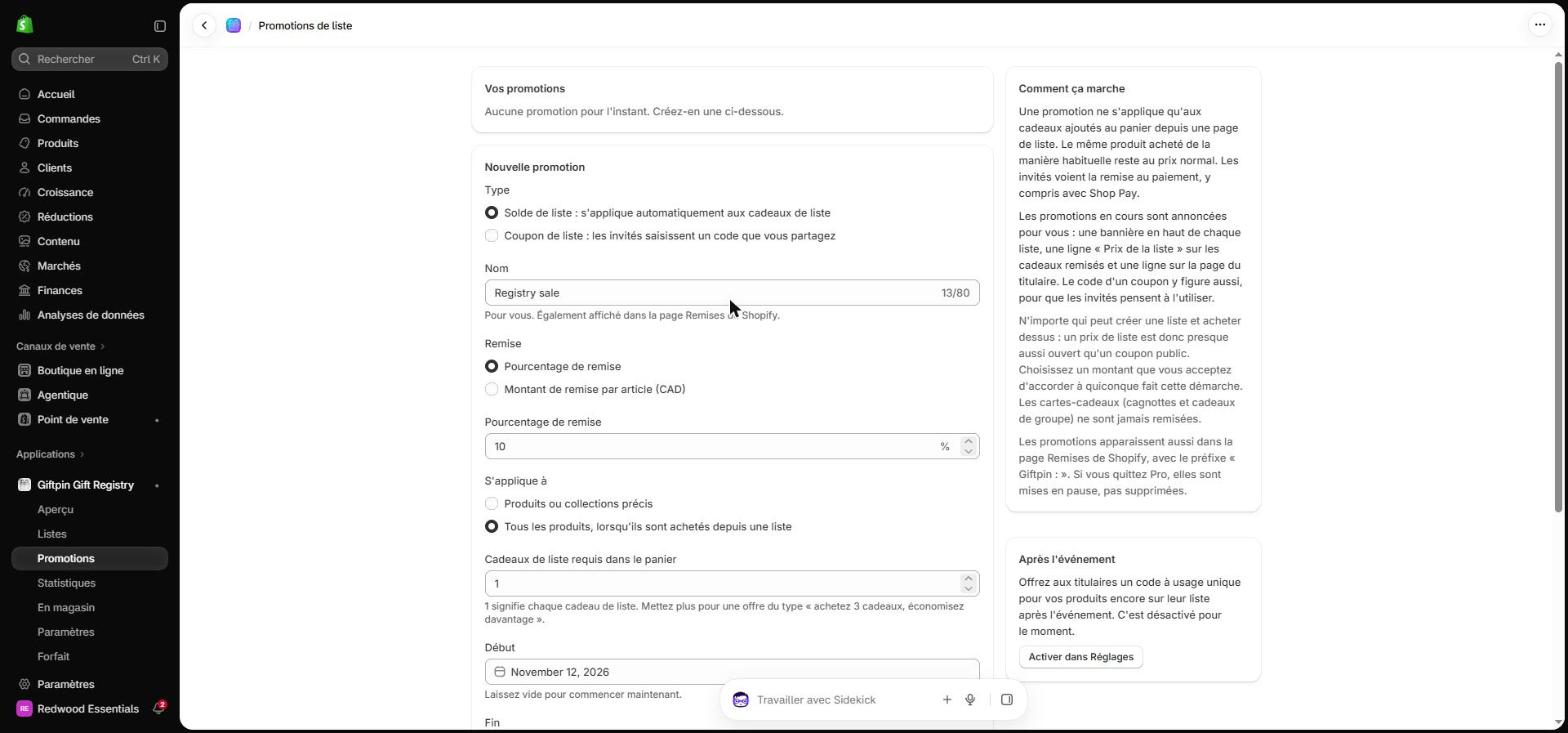 Rechercher Ctrl K
Accueil
Commandes
Produits
Clients
Croissance
Réductions
Contenu
Marchés
Finances
Analyses de données
Canaux de vente
Boutique en ligne
Agentique
Point de vente
Applications
Giftpin Gift Registry
Aperçu
Listes
Promotions
Statistiques
En magasin
Paramètres
Forfait
Paramètres
RE Redwood Essentials 2
/ Promotions de liste
Vos promotions
Aucune promotion pour l'instant. Créez-en une ci-dessous.
Nouvelle promotion
Type
Solde de liste : s'applique automatiquement aux cadeaux de liste
Coupon de liste : les invités saisissent un code que vous partagez
Nom
Registry sale 13/80
Pour vous. Également affiché dans la page Remises de Shopify.
Remise
Pourcentage de remise
Montant de remise par article (CAD)
Pourcentage de remise
10 %
S'applique à
Produits ou collections précis
Tous les produits, lorsqu'ils sont achetés depuis une liste
Cadeaux de liste requis dans le panier
1
1 signifie chaque cadeau de liste. Mettez plus pour une offre du type « achetez 3 cadeaux, économisez
davantage ».
Début
November 12, 2026
Laissez vide pour commencer maintenant.
Fin
Travailler avec Sidekick
Comment ça marche
Une promotion ne s'applique qu'aux
cadeaux ajoutés au panier depuis une page
de liste. Le même produit acheté de la
manière habituelle reste au prix normal. Les
invités voient la remise au paiement, y
compris avec Shop Pay.
Les promotions en cours sont annoncées
pour vous : une bannière en haut de chaque
liste, une ligne « Prix de la liste » sur les
cadeaux remisés et une ligne sur la page du
titulaire. Le code d'un coupon y figure aussi,
pour que les invités pensent à l'utiliser.
N'importe qui peut créer une liste et acheter
dessus : un prix de liste est donc presque
aussi ouvert qu'un coupon public.
Choisissez un montant que vous acceptez
d'accorder à quiconque fait cette démarche.
Les cartes-cadeaux (cagnottes et cadeaux
de groupe) ne sont jamais remisées.
Les promotions apparaissent aussi dans la
page Remises de Shopify, avec le préfixe «
Giftpin : ». Si vous quittez Pro, elles sont
mises en pause, pas supprimées.
Après l'événement
Offrez aux titulaires un code à usage unique
pour vos produits encore sur leur liste
après l'événement. C'est désactivé pour
le moment.
Activer dans Réglages